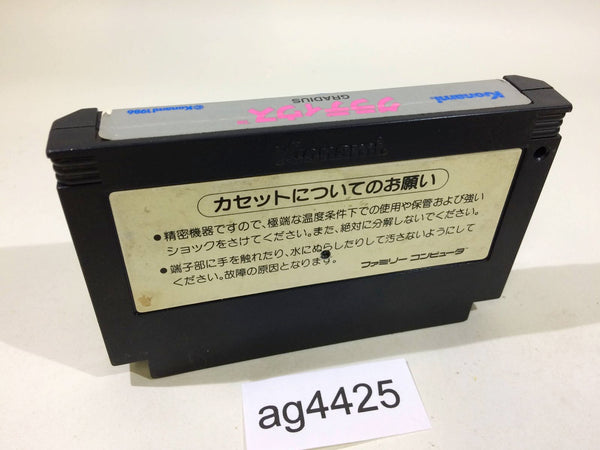 Konami
グラディウス™
GRADIUS
©Konami 1986
Konami
カセットについてのお願い
●精密機器ですので、極端な温度条件下での使用や保管および強い
ショックをさけてください。また、絶対に分解しないでください。
●端子部に手を触れたり、水にぬらしたりして汚さないようにして
ください。故障の原因となります。
ファミリーコンピュータ
ag4425